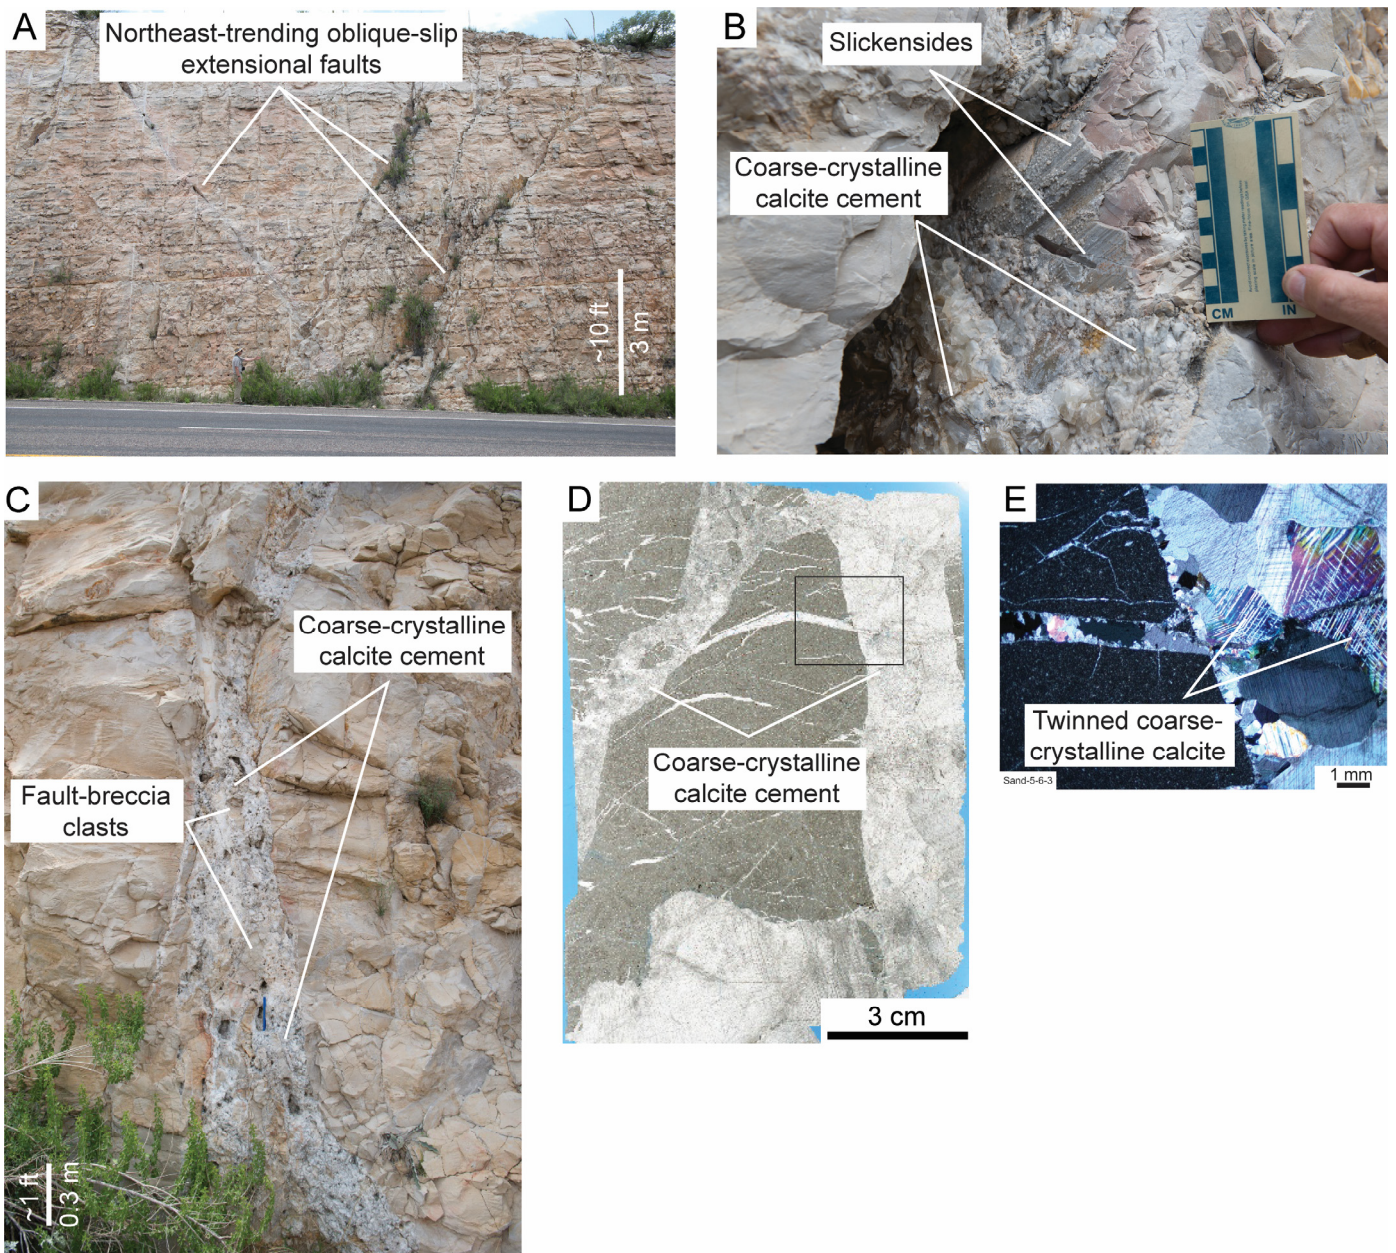 A
Northeast-trending oblique-slip
extensional faults
~10 ft
3 m
B
Slickensides
Coarse-crystalline
calcite cement
CM
IN
C
Coarse-crystalline
calcite cement
Fault-breccia
clasts
~1 ft
0.3 m
D
Coarse-crystalline
calcite cement
3 cm
E
Twinned coarse-
crystalline calcite
Sand-5-6-3
1 mm